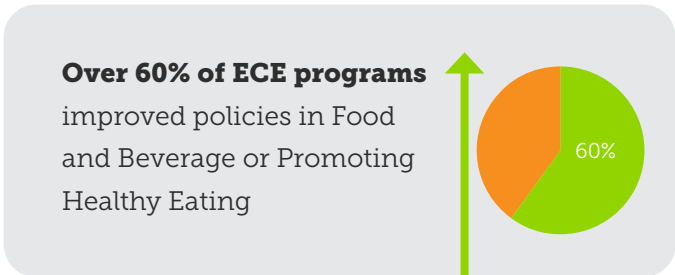 Over 60% of ECE programs
improved policies in Food
and Beverage or Promoting
Healthy Eating
60%